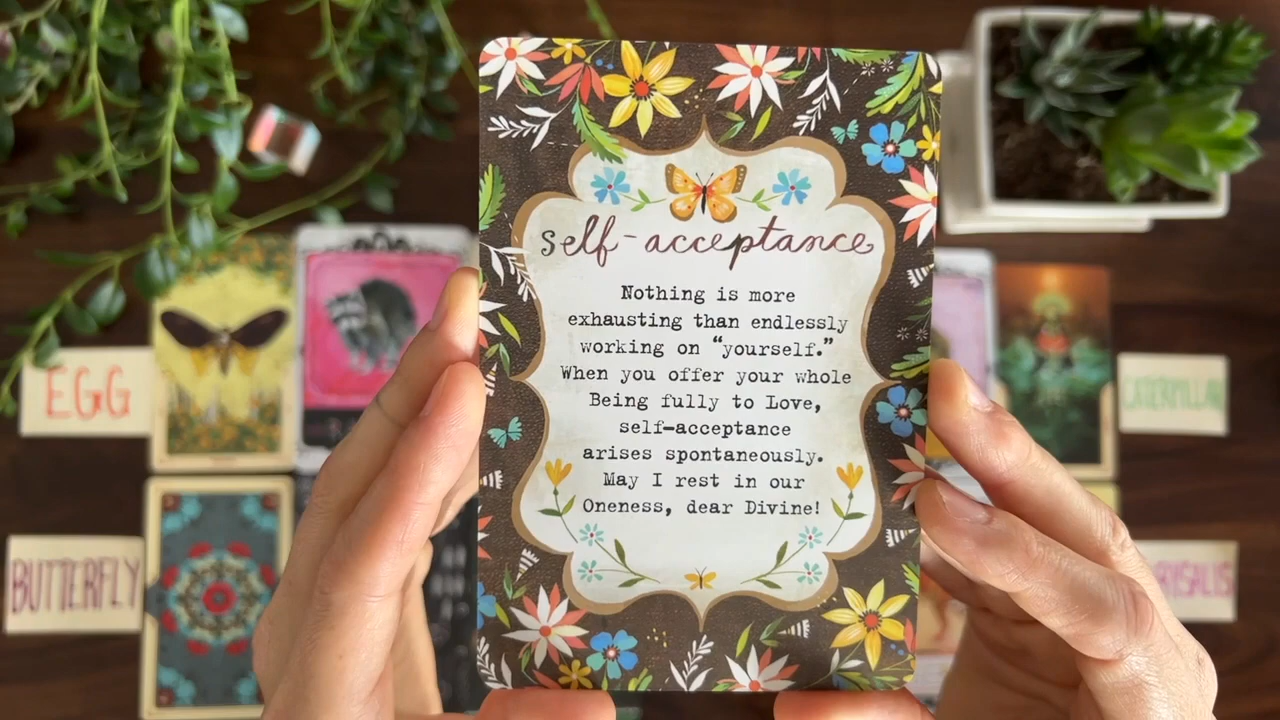 self-acceptance
Nothing is more
exhausting than endlessly
working on “yourself.”
When you offer your whole
Being fully to Love,
self—acceptance
arises spontaneously.
May I rest in our
Oneness, dear Divine!
EGG
CATERPILLAR
BUTTERFLY